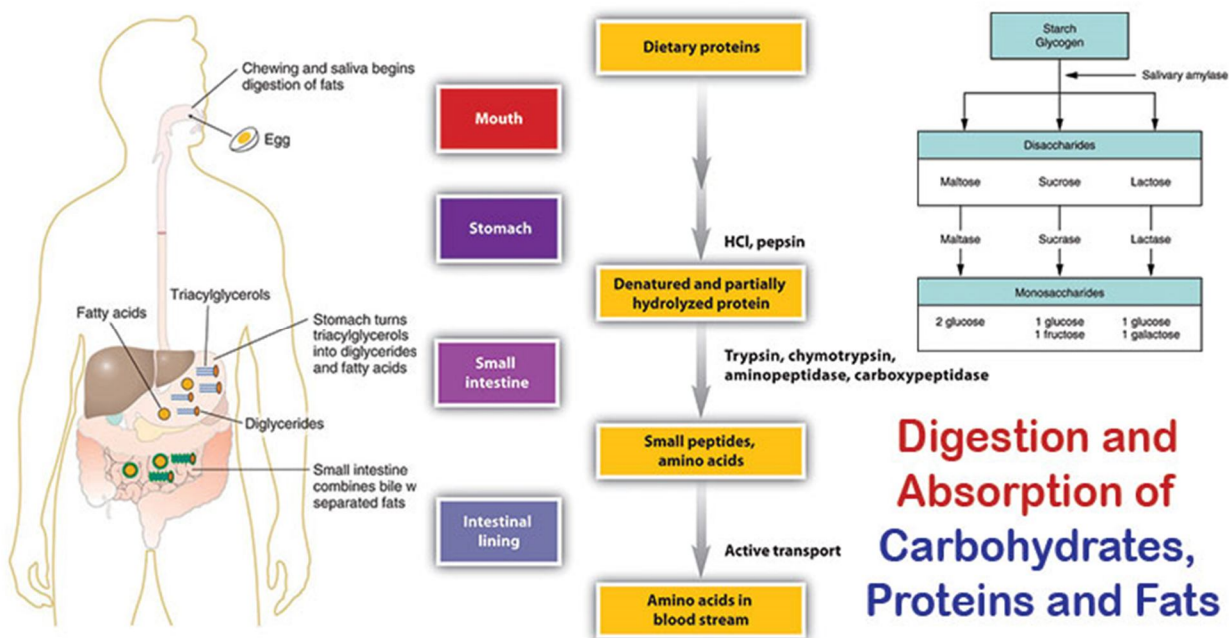 Chewing and saliva begins
digestion of fats
Egg
Triacylglycerols
Fatty acids
Stomach turns
triacylglycerols
into diglycerides
and fatty acids
Diglycerides
Small intestine
combines bile w
separated fats
Mouth
Stomach
Small
intestine
Intestinal
lining
Dietary proteins
HCl, pepsin
Denatured and partially
hydrolyzed protein
Trypsin, chymotrypsin,
aminopeptidase, carboxypeptidase
Small peptides,
amino acids
Active transport
Amino acids in
blood stream
Starch
Glycogen
Salivary amylase
Disaccharides
Maltose Sucrose Lactose
Maltase Sucrase Lactase
Monosaccharides
2 glucose 1 glucose 1 glucose
1 fructose 1 galactose
Digestion and
Absorption of
Carbohydrates,
Proteins and Fats